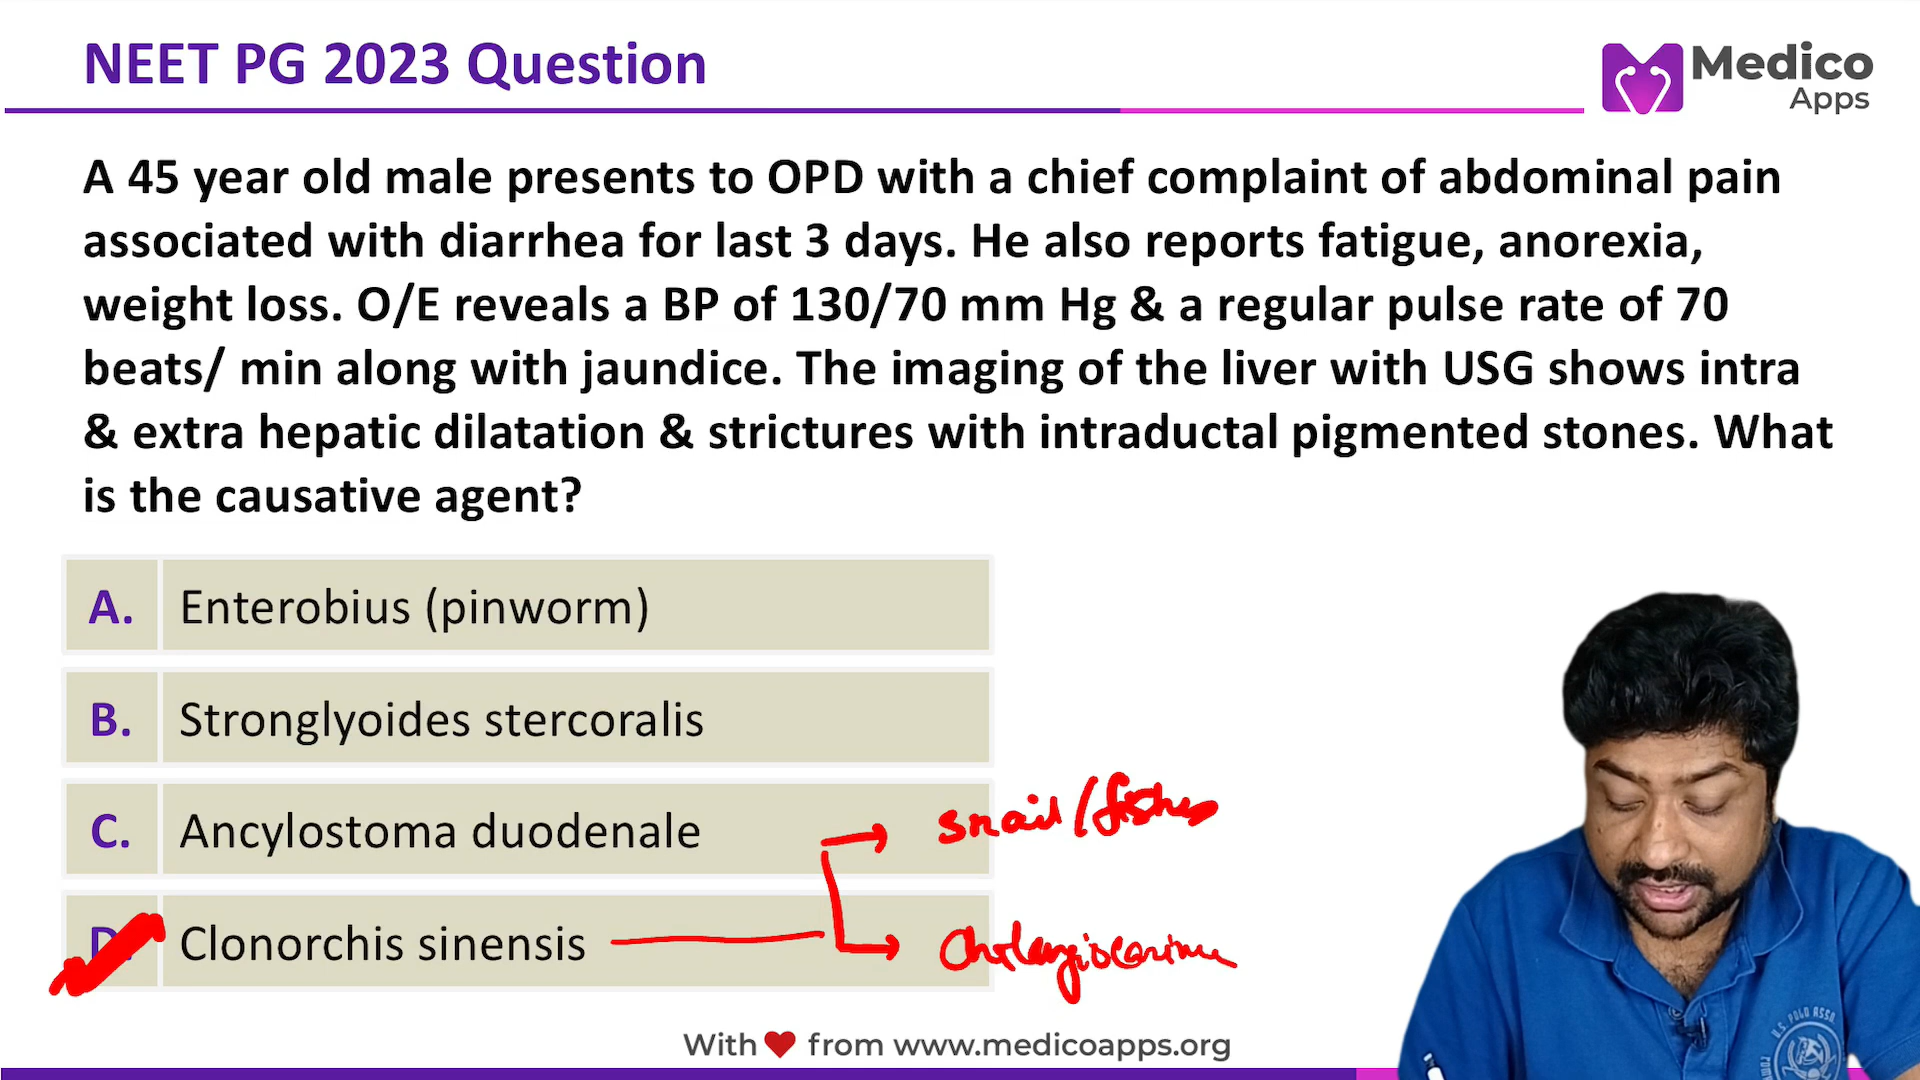 NEET PG 2023 Question
Medico
Apps
A 45 year old male presents to OPD with a chief complaint of abdominal pain
associated with diarrhea for last 3 days. He also reports fatigue, anorexia,
weight loss. O/E reveals a BP of 130/70 mm Hg & a regular pulse rate of 70
beats/ min along with jaundice. The imaging of the liver with USG shows intra
& extra hepatic dilatation & strictures with intraductal pigmented stones. What
is the causative agent?
A. Enterobius (pinworm)
B. Stronglyoides stercoralis
C. Ancylostoma duodenale
snail/fishes
D. Clonorchis sinensis
With ❤ from www.medicoapps.org
U.S. POLO ASSN.